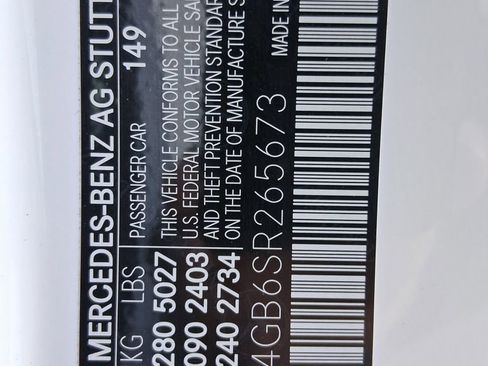 MERCEDES-BENZ AG STUTT
KG LBS PASSENGER CAR 149
280 5027 THIS VEHICLE CONFORMS TO ALL
090 2403 U.S. FEDERAL MOTOR VEHICLE SA
240 2734 AND THEFT PREVENTION STANDAR
ON THE DATE OF MANUFACTURE S
4GB6SR265673 MADE IN